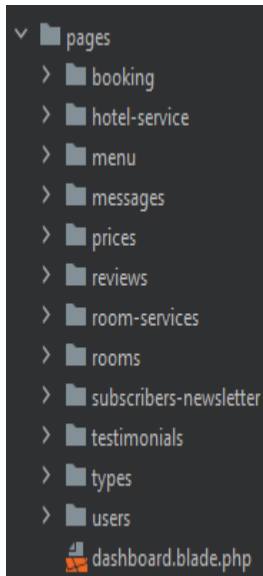 pages
booking
hotel-service
menu
messages
prices
reviews
room-services
rooms
subscribers-newsletter
testimonials
types
users
dashboard.blade.php